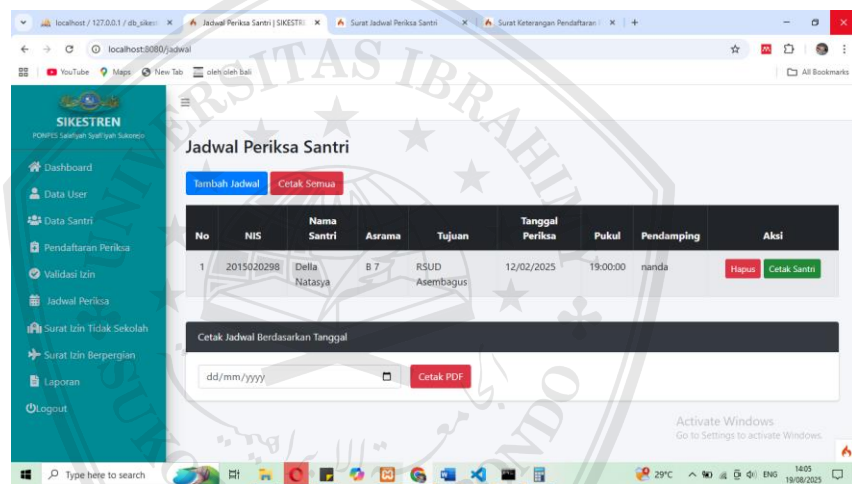 localhost / 127.0.0.1 / db_sikest
Jadwal Periksa Santri | SIKESTRE
Surat Jadwal Periksa Santri
Surat Keterangan Pendaftaran
localhost:8080/jadwal
YouTube Maps New Tab oleh oleh bali All Bookmarks
SIKESTREN
PONPES Salafiyah Syafi'iyah Sukorejo
Dashboard
Data User
Data Santri
Pendaftaran Periksa
Validasi Izin
Jadwal Periksa
Surat Izin Tidak Sekolah
Surat Izin Berpergian
Laporan
Logout
Jadwal Periksa Santri
Tambah Jadwal Cetak Semua
No NIS Nama Santri Asrama Tujuan Tanggal Periksa Pukul Pendamping Aksi
1 2015020298 Della Natasya B 7 RSUD Asembagus 12/02/2025 19:00:00 nanda Hapus Cetak Santri
Cetak Jadwal Berdasarkan Tanggal
dd/mm/yyyy Cetak PDF
Activate Windows
Go to Settings to activate Windows.
Type here to search 29°C ENG 14:05
19/08/2025